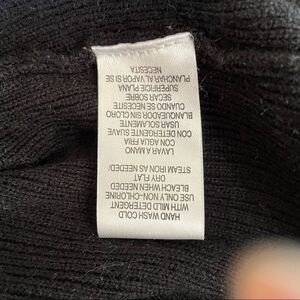 HAND WASH COLD
WITH MILD DETERGENT
USE ONLY NON-CHLORINE
BLEACH WHEN NEEDED
DRY FLAT
STEAM IRON AS NEEDED/
LAVAR A MANO
CON AGUA FRIA
CON DETERGENTE SUAVE
USAR SOLAMENTE
BLANQUEADOR SIN CLORO
CUANDO SE NECESITE
SECAR SOBRE
SUPERFICIE PLANA
PLANCHAR AL VAPOR SI SE
NECESITA